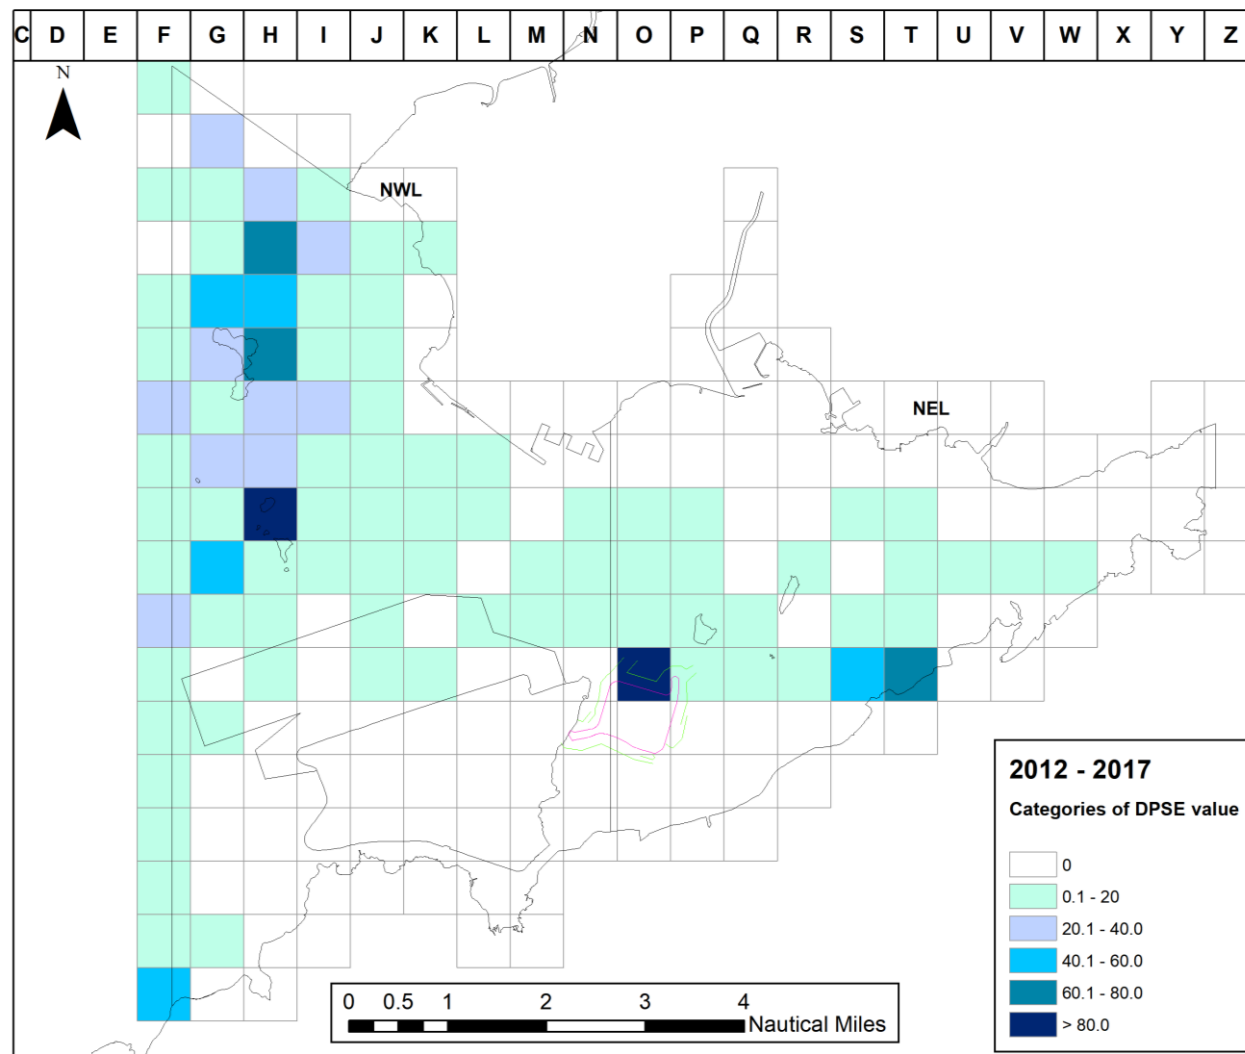 C D E F G H I J K L M N O P Q R S T U V W X Y Z
N
NWL
NEL
2012 - 2017
Categories of DPSE value
0
0.1 - 20
20.1 - 40.0
40.1 - 60.0
60.1 - 80.0
> 80.0
0 0.5 1 2 3 4
Nautical Miles